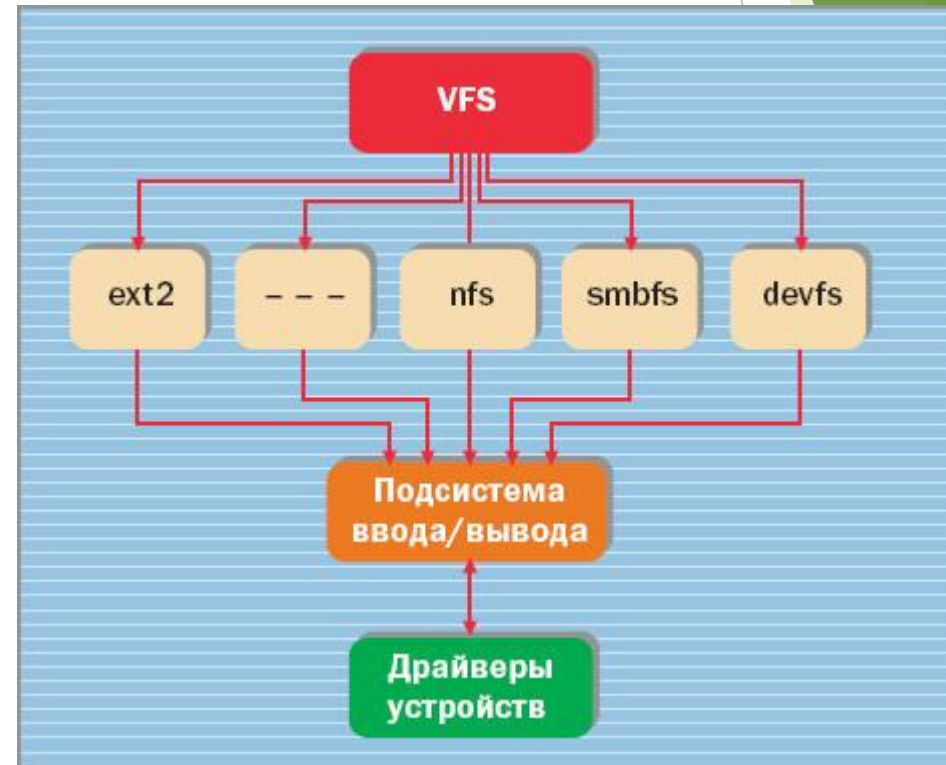 VFS
ext2
– – –
nfs
smbfs
devfs
Подсистема
ввода/вывода
Драйверы
устройств